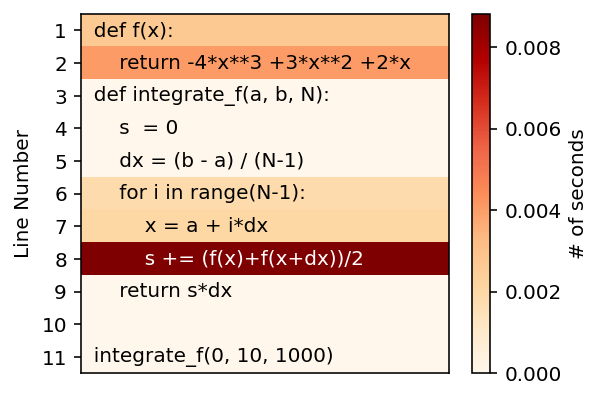 1 def f(x):
2 return -4*x**3 +3*x**2 +2*x
3 def integrate_f(a, b, N):
4 s  = 0
5 dx = (b - a) / (N-1)
6 for i in range(N-1):
7 x = a + i*dx
8 s += (f(x)+f(x+dx))/2
9 return s*dx
10
11 integrate_f(0, 10, 1000)
Line Number
0.008
0.006
0.004
0.002
0.000
# of seconds